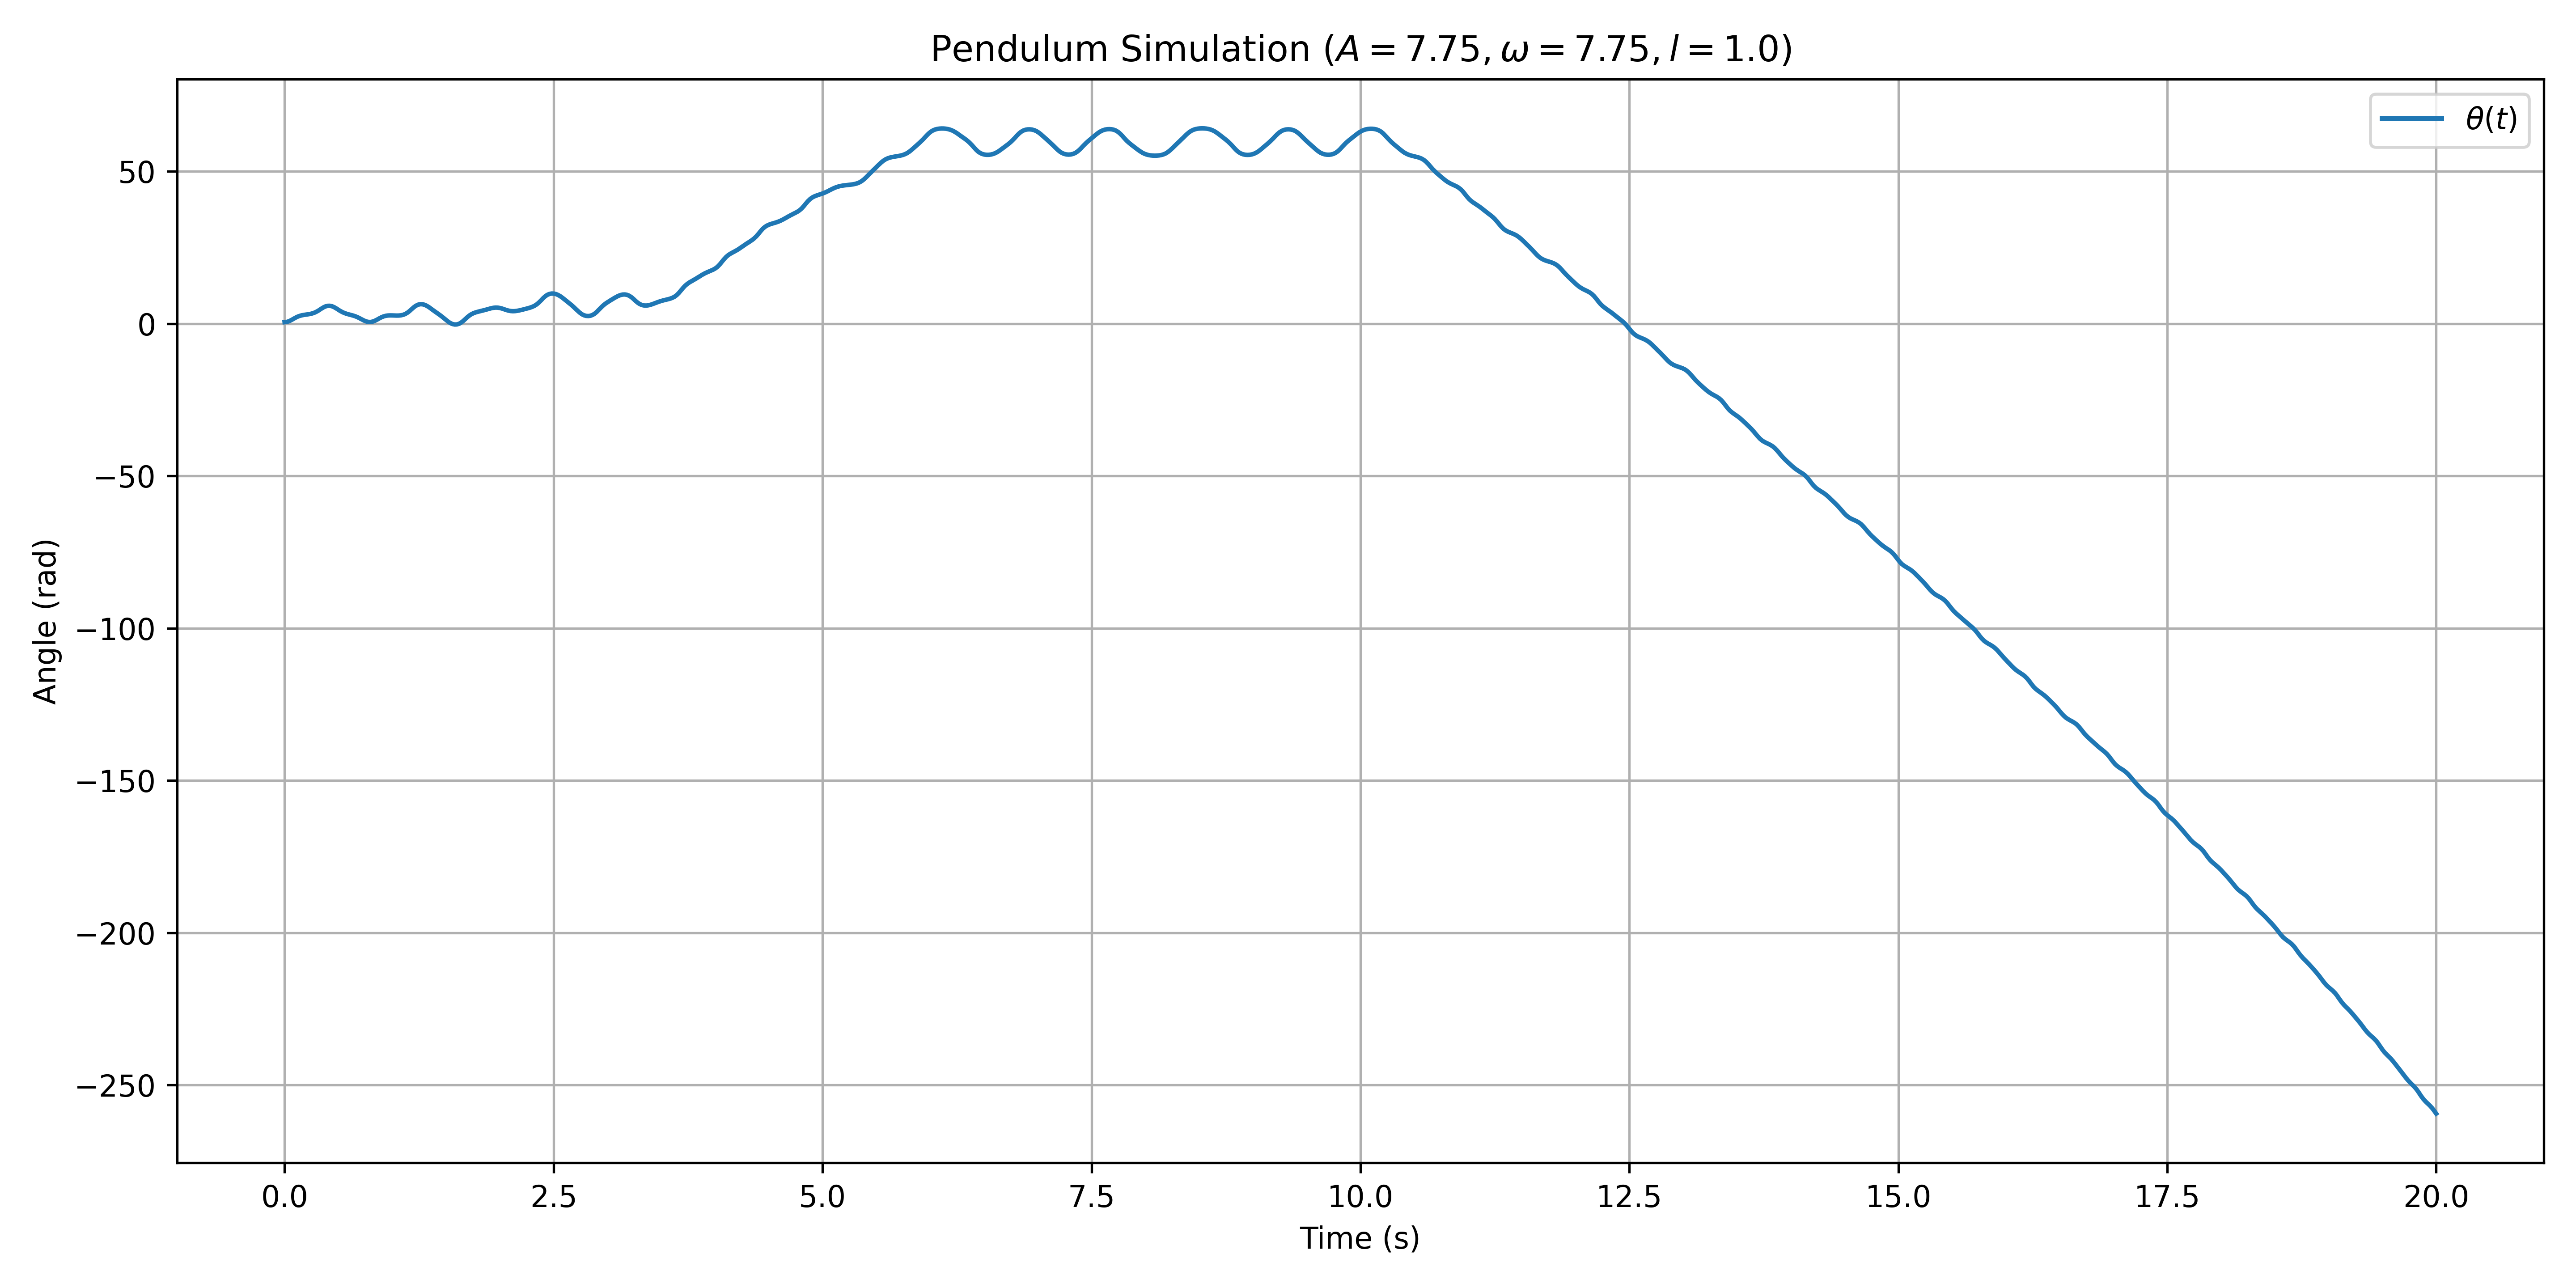 Pendulum Simulation (A = 7.75, ω = 7.75, l = 1.0)
θ(t)
50
0
−50
−100
−150
−200
−250
Angle (rad)
0.0 2.5 5.0 7.5 10.0 12.5 15.0 17.5 20.0
Time (s)